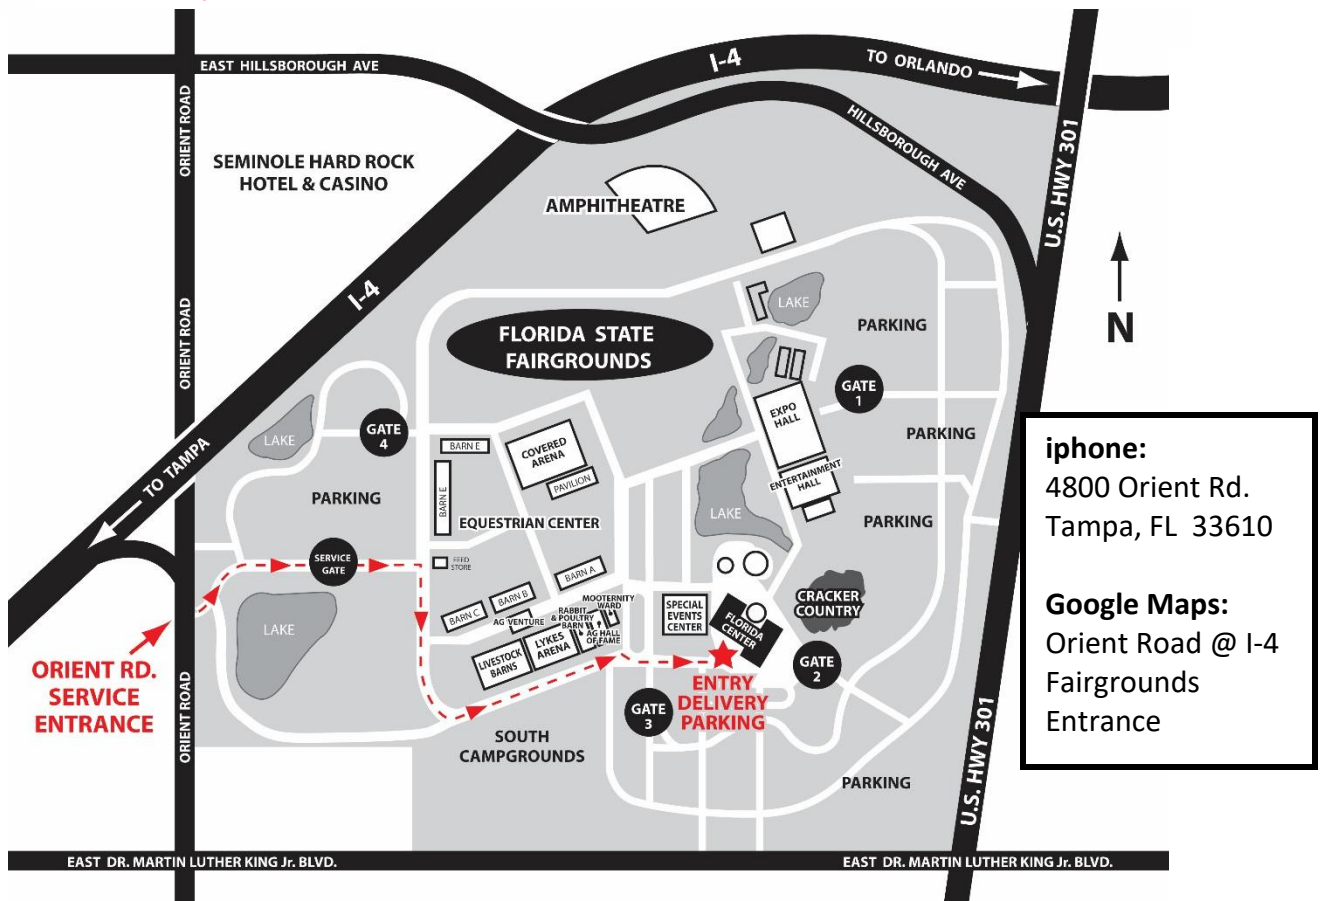 I-4
TO ORLANDO
EAST HILLSBOROUGH AVE
ORIENT ROAD
HILLSBOROUGH AVE
U.S. HWY 301
SEMINOLE HARD ROCK
HOTEL & CASINO
AMPHITHEATRE
I-4
N
LAKE
ORIENT ROAD
FLORIDA STATE
FAIRGROUNDS
PARKING
GATE
1
EXPO
HALL
LAKE
GATE
4
BARN E
COVERED
ARENA
PARKING
TO TAMPA
PAVILION
ENTERTAINMENT
HALL
PARKING
BARN E
EQUESTRIAN CENTER
LAKE
PARKING
SERVICE
GATE
FEED
STORE
BARN A
BARN B
BARN C
MOOTERNITY
WARD
RABBIT
& POULTRY
BARN
AG VENTURE
AG HALL
OF FAME
SPECIAL
EVENTS
CENTER
FLORIDA
CENTER
CRACKER
COUNTRY
LAKE
LIVESTOCK
BARNS
LYKES
ARENA
GATE
2
ORIENT RD.
SERVICE
ENTRANCE
ORIENT ROAD
ENTRY
DELIVERY
PARKING
GATE
3
SOUTH
CAMPGROUNDS
PARKING
U.S. HWY 301
EAST DR. MARTIN LUTHER KING Jr. BLVD.
EAST DR. MARTIN LUTHER KING Jr. BLVD.
iphone:
4800 Orient Rd.
Tampa, FL 33610
Google Maps:
Orient Road @ I-4
Fairgrounds
Entrance